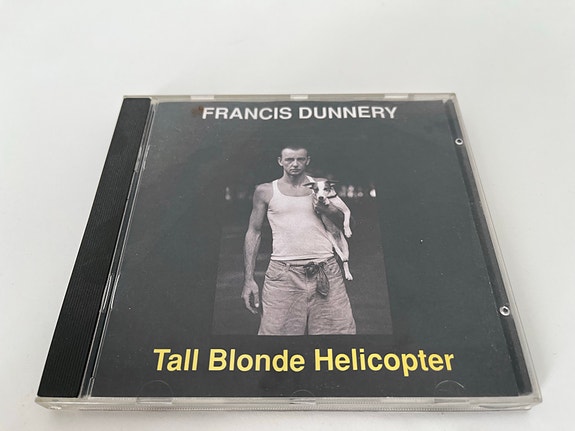 FRANCIS DUNNERY
Tall Blonde Helicopter